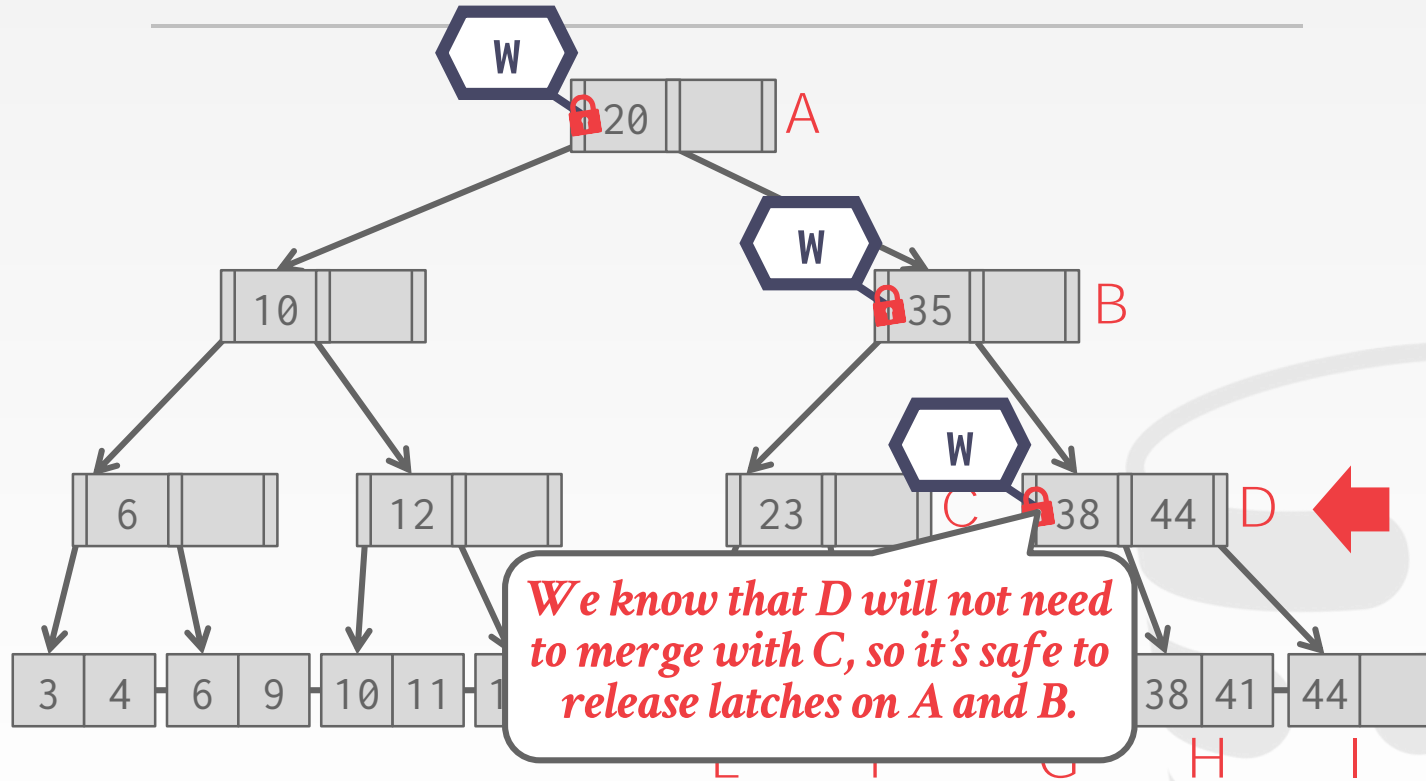 W
20
A
W
10
35
B
W
6
12
23
C
38 44
D
We know that D will not need
to merge with C, so it's safe to
release latches on A and B.
3 4
6 9
10 11
38 41
44
H
I